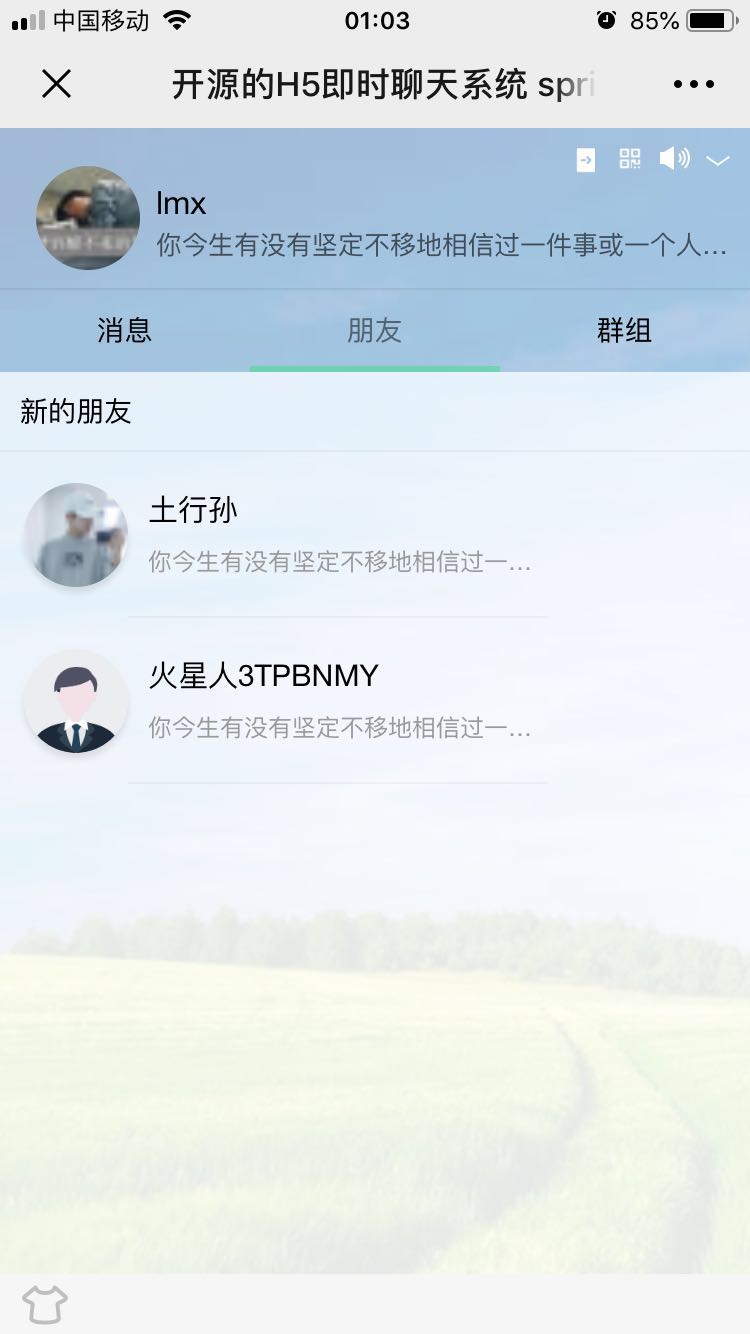 中国移动
01:03
85%
开源的H5即时聊天系统 spri
lmx
你今生有没有坚定不移地相信过一件事或一个人…
消息
朋友
群组
新的朋友
土行孙
你今生有没有坚定不移地相信过一…
火星人3TPBNMY
你今生有没有坚定不移地相信过一…